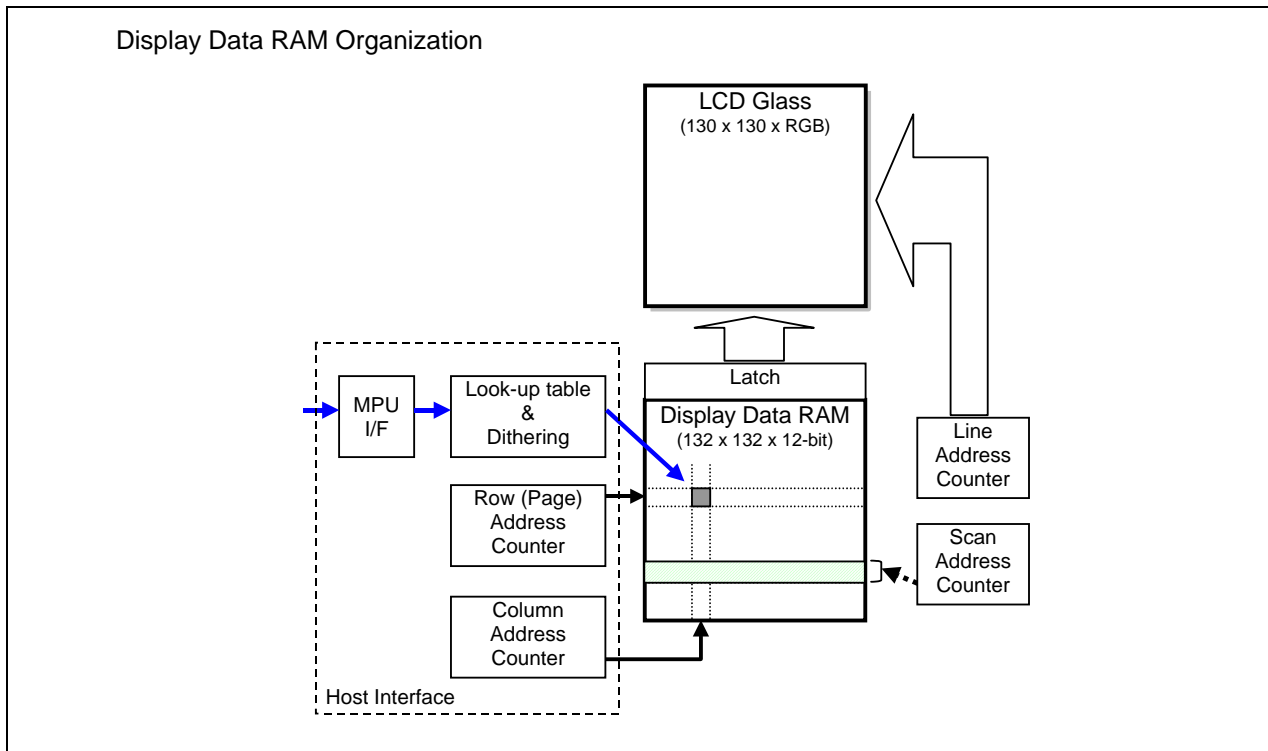 Display Data RAM Organization
LCD Glass
(130 x 130 x RGB)
Latch
Display Data RAM
(132 x 132 x 12-bit)
MPU
I/F
Look-up table
&
Dithering
Row (Page)
Address
Counter
Column
Address
Counter
Host Interface
Line
Address
Counter
Scan
Address
Counter